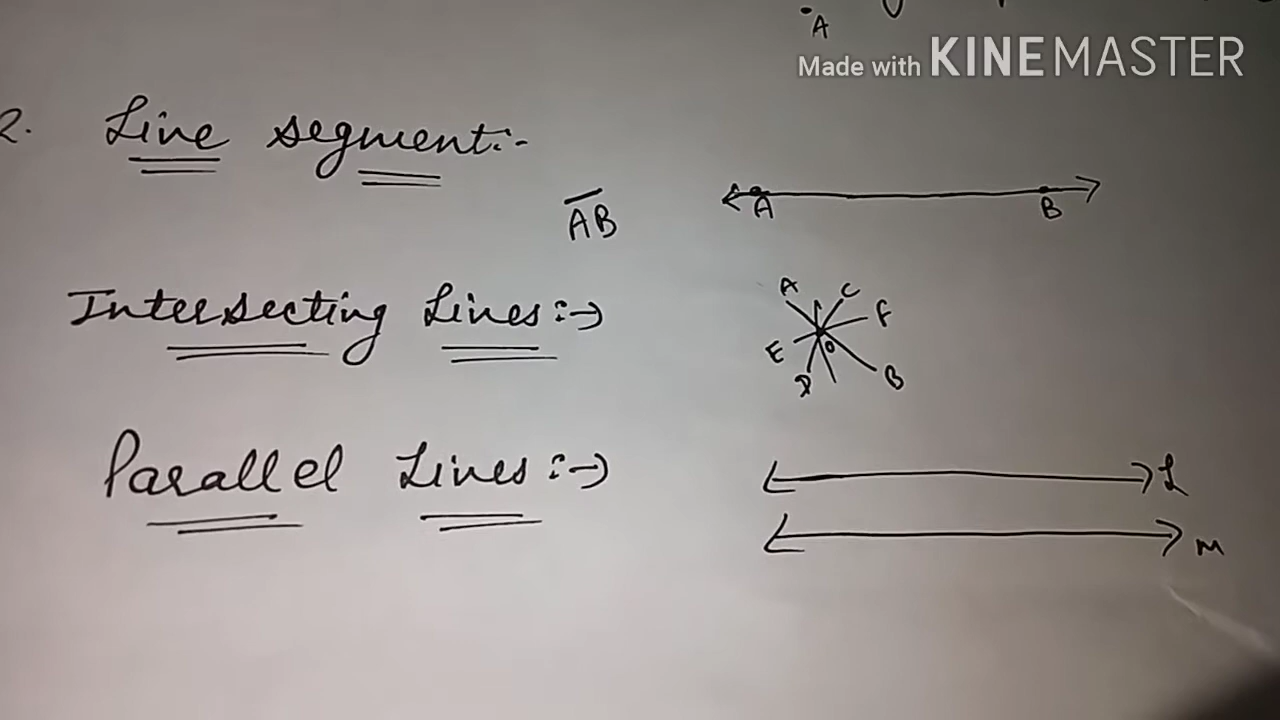 A
Made with KINEMASTER
2. Line segment:-
AB
A B
Intersecting Lines:→
A C
F
E O
D B
Parallel Lines:→
L
m